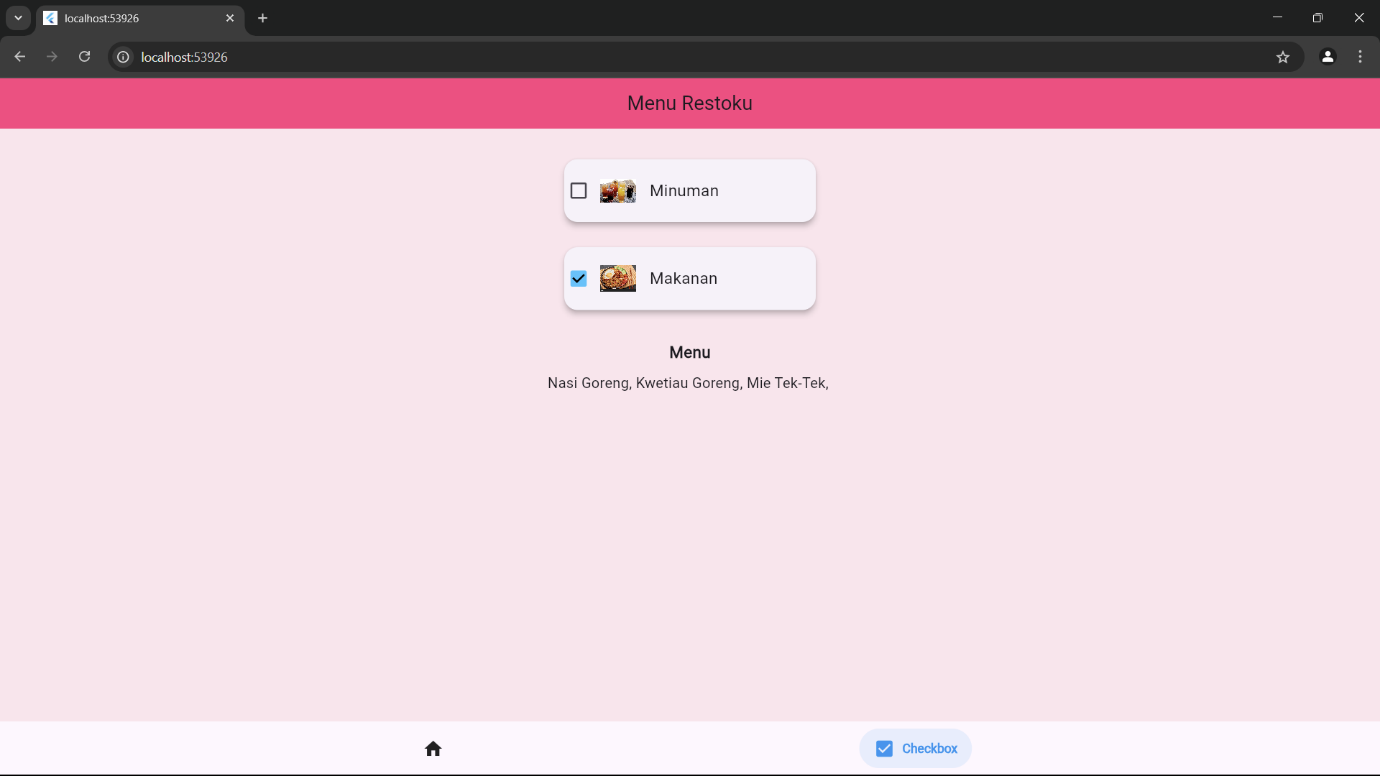 localhost:53926
localhost:53926
Menu Restoku
Minuman
Makanan
Menu
Nasi Goreng, Kwetiau Goreng, Mie Tek-Tek,
Checkbox